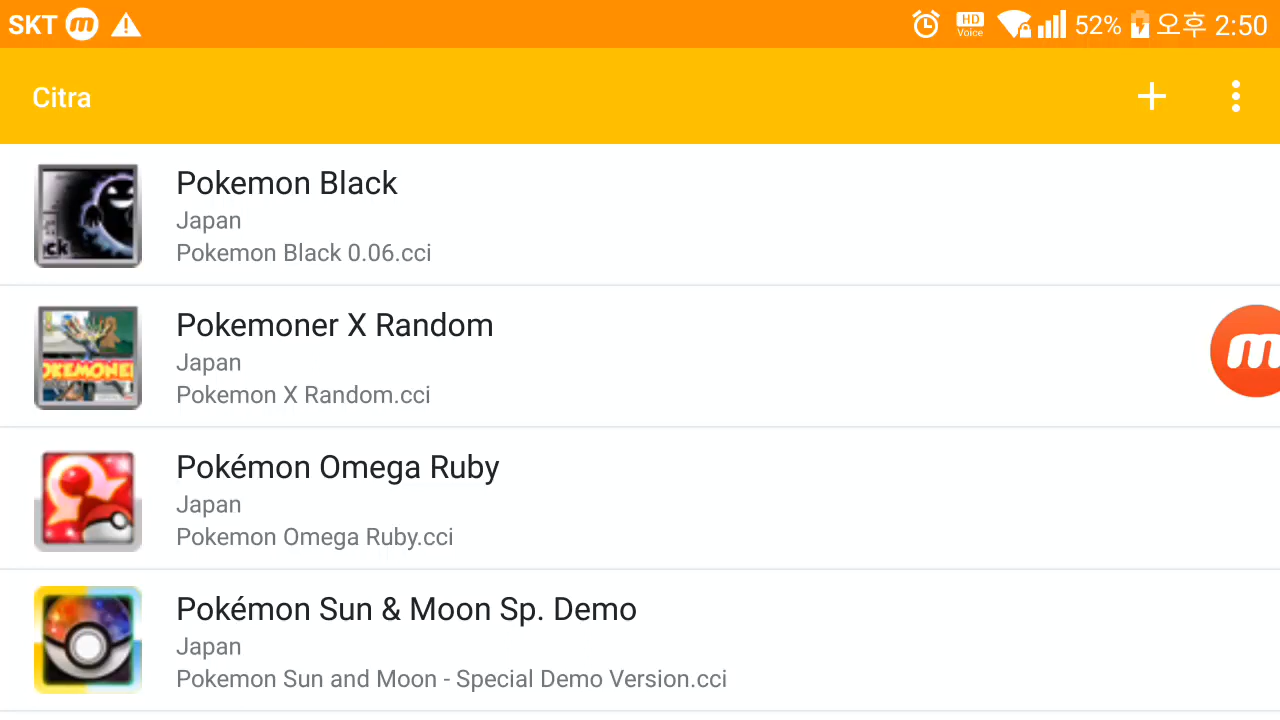 SKT
HD Voice 52% 오후 2:50
Citra
Pokemon Black
Japan
Pokemon Black 0.06.cci
Pokemoner X Random
Japan
Pokemon X Random.cci
Pokémon Omega Ruby
Japan
Pokemon Omega Ruby.cci
Pokémon Sun & Moon Sp. Demo
Japan
Pokemon Sun and Moon - Special Demo Version.cci